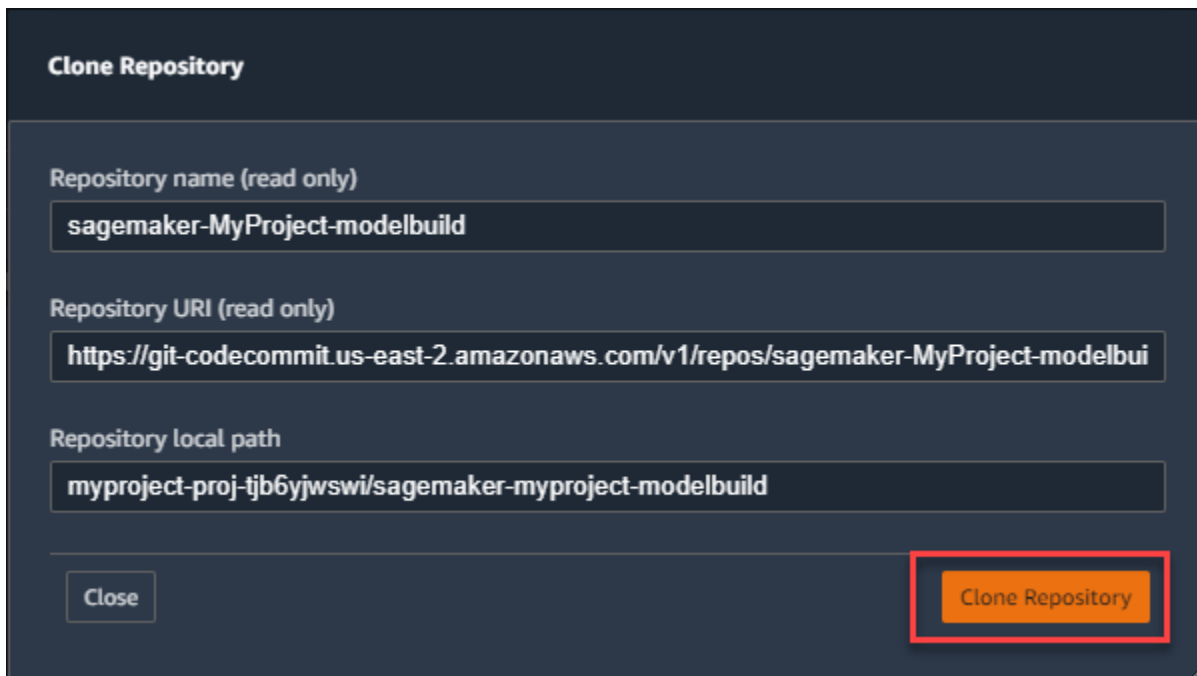 Clone Repository
Repository name (read only)
sagemaker-MyProject-modelbuild
Repository URI (read only)
https://git-codecommit.us-east-2.amazonaws.com/v1/repos/sagemaker-MyProject-modelbui
Repository local path
myproject-proj-tjb6yjwswi/sagemaker-myproject-modelbuild
Close
Clone Repository